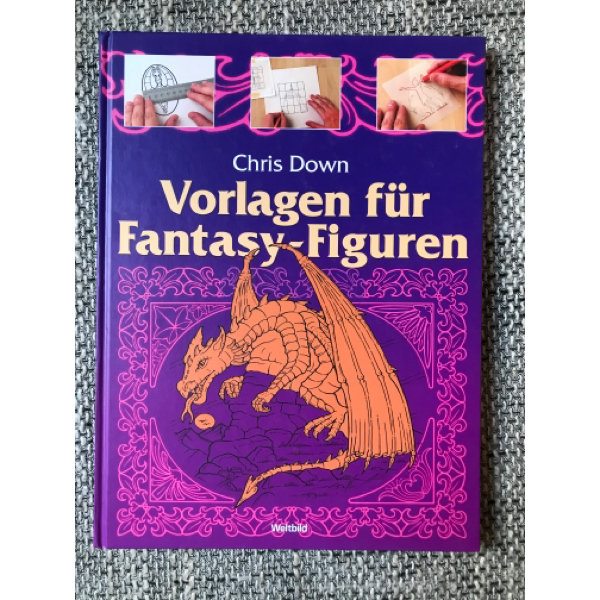 Chris Down
Vorlagen für
Fantasy-Figuren
Weltbild